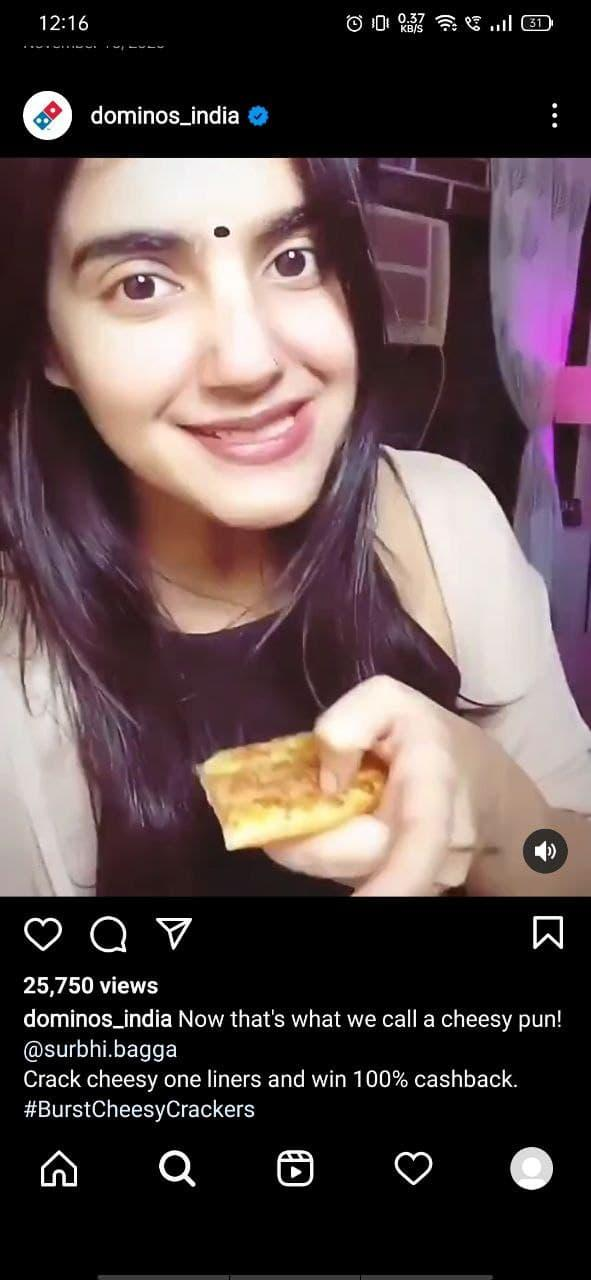 12:16
0.37
KB/S
31
dominos_india
25,750 views
dominos_india Now that's what we call a cheesy pun!
@surbhi.bagga
Crack cheesy one liners and win 100% cashback.
#BurstCheesyCrackers